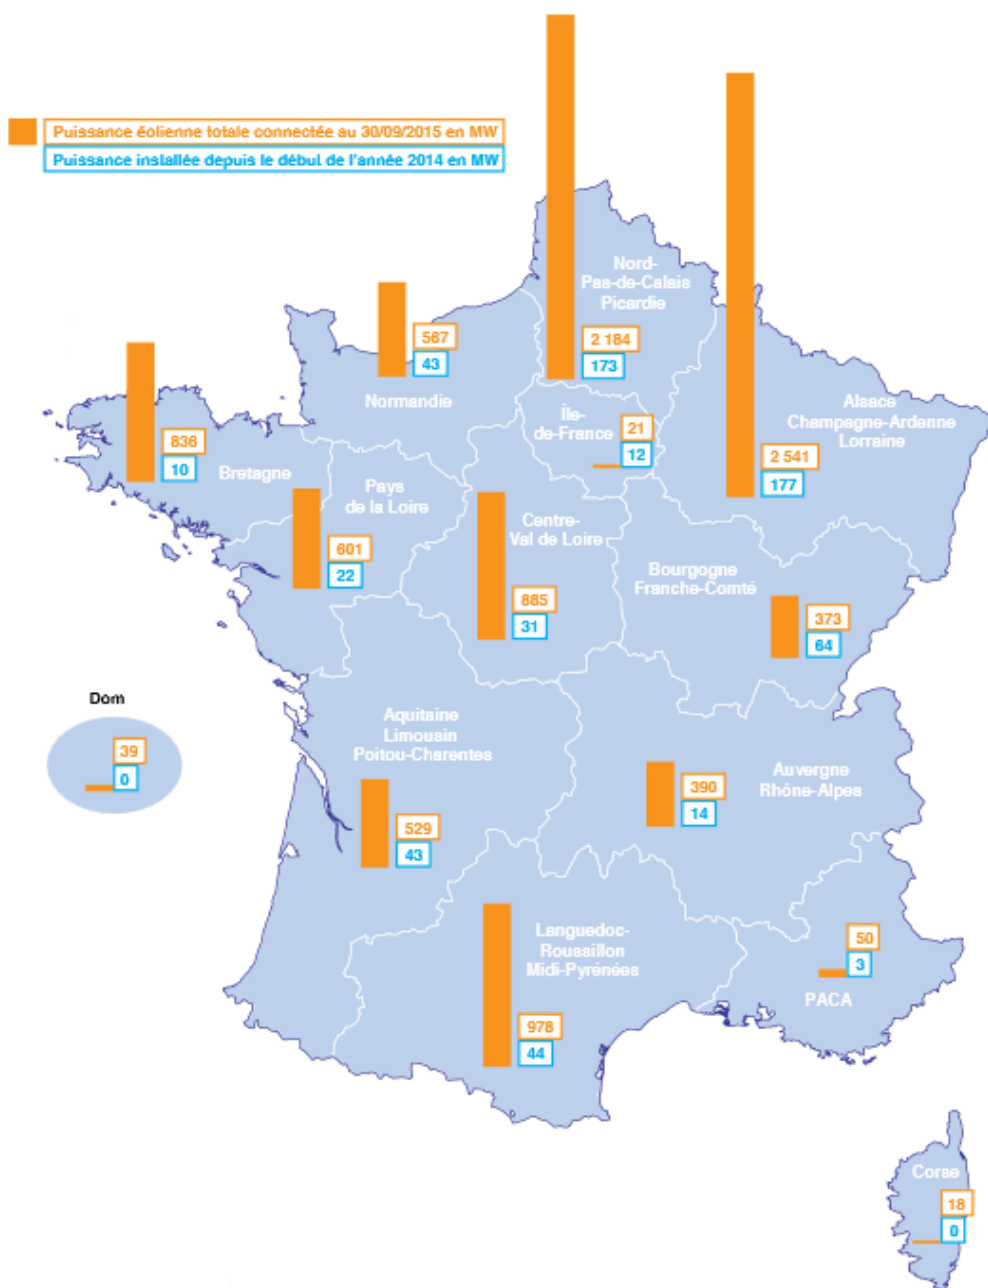 Puissance éolienne totale connectée au 30/09/2015 en MW
Puissance installée depuis le début de l'année 2014 en MW
Nord-
Pas-de-Calais
Picardie
2 184
173
567
43
Normandie
Île-
de-France
21
12
Alsace
Champagne-Ardenne
Lorraine
2 541
177
836
10
Bretagne
Pays
de la Loire
601
22
Centre-
Val de Loire
885
31
Bourgogne
Franche-Comté
373
64
Dom
39
0
Aquitaine
Limousin
Poitou-Charentes
529
43
Auvergne
Rhône-Alpes
390
14
Languedoc-
Roussillon
Midi-Pyrénées
978
44
50
3
PACA
Corse
18
0